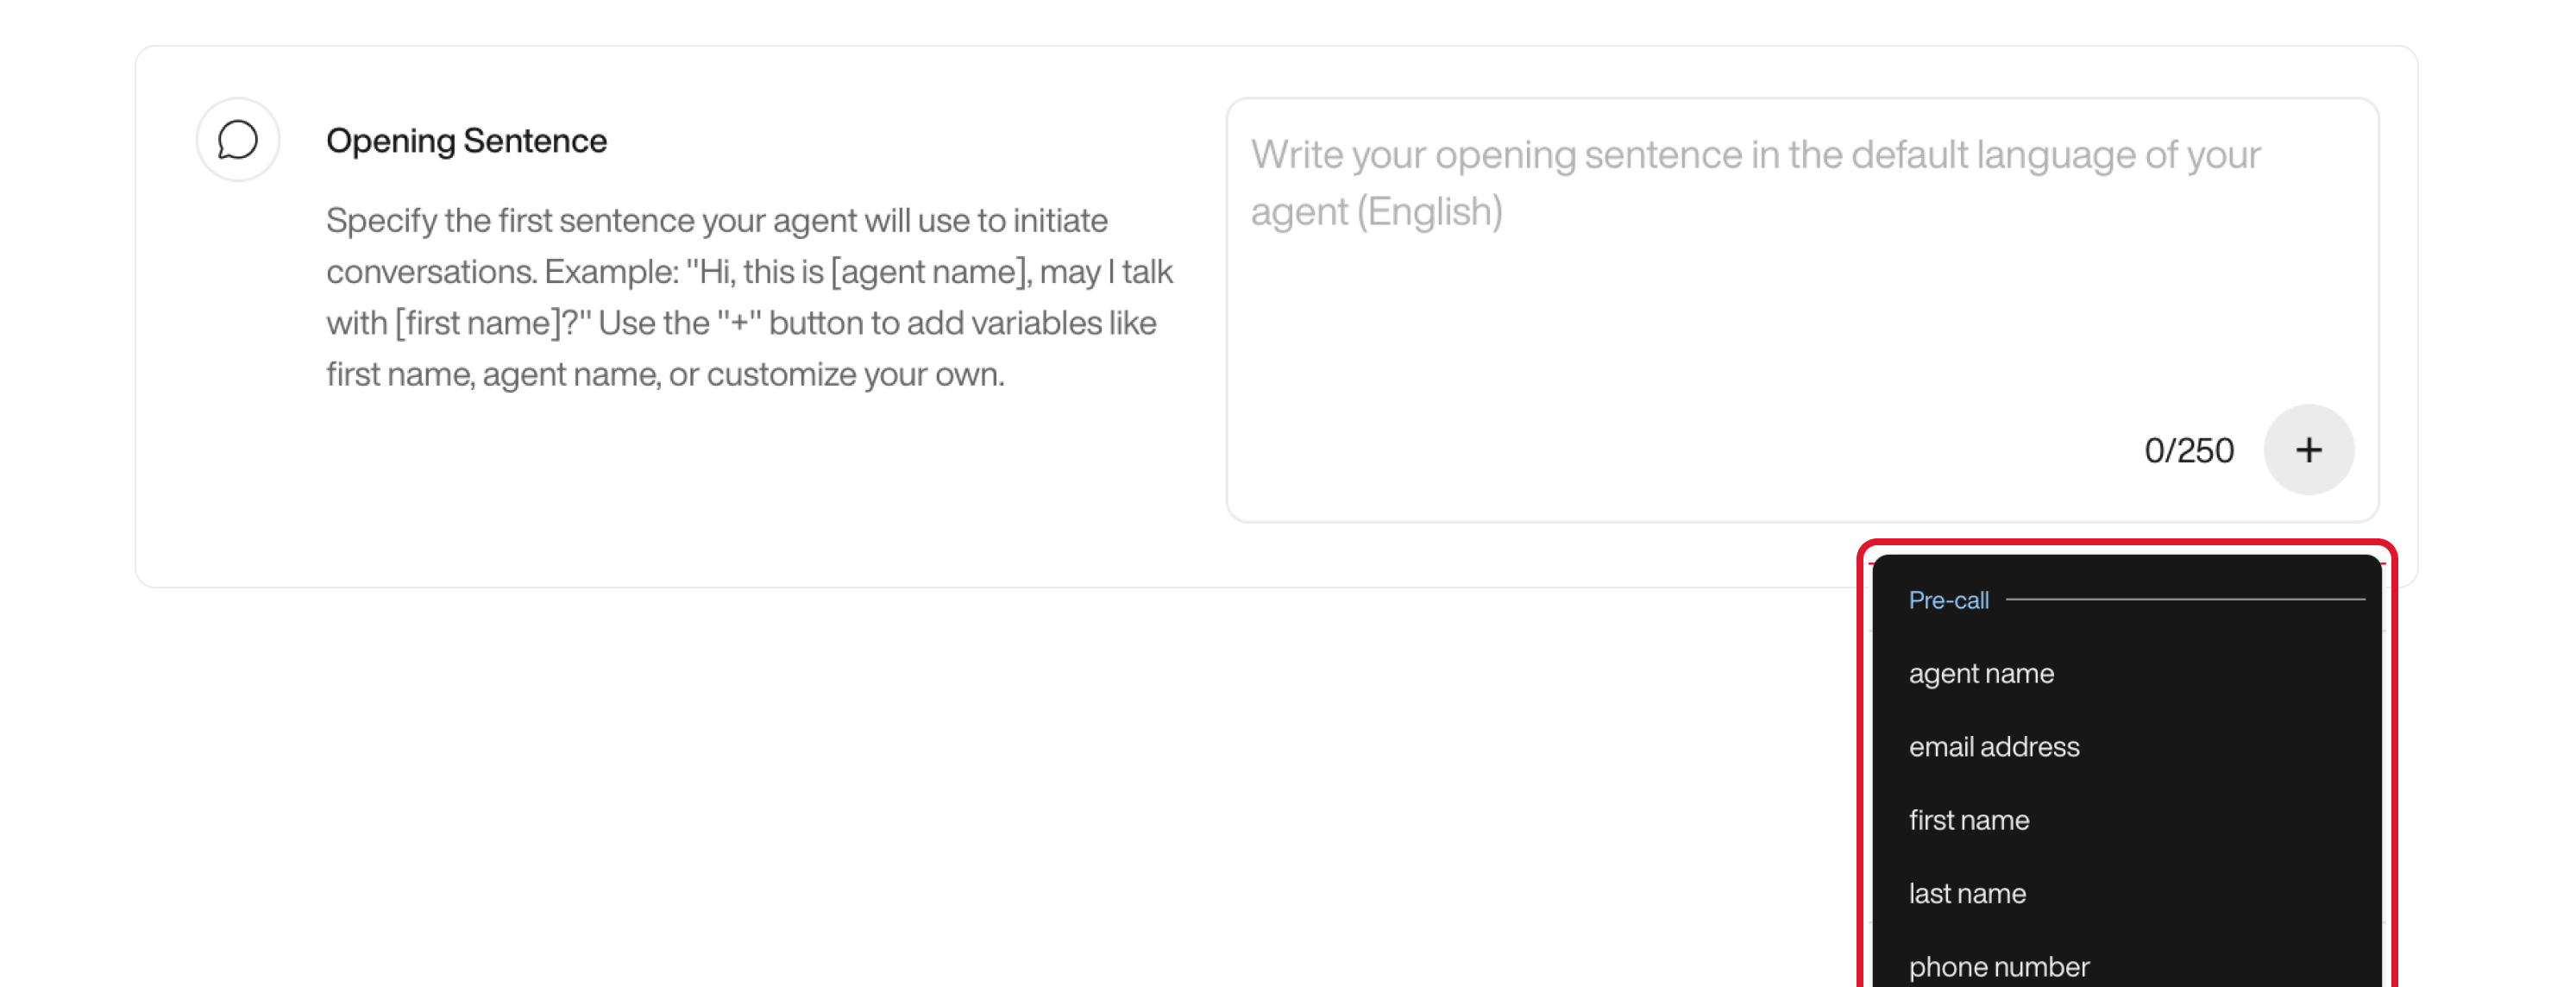 Opening Sentence
Specify the first sentence your agent will use to initiate
conversations. Example: "Hi, this is [agent name], may I talk
with [first name]?" Use the "+" button to add variables like
first name, agent name, or customize your own.
Write your opening sentence in the default language of your
agent (English)
0/250 +
Pre-call
agent name
email address
first name
last name
phone number